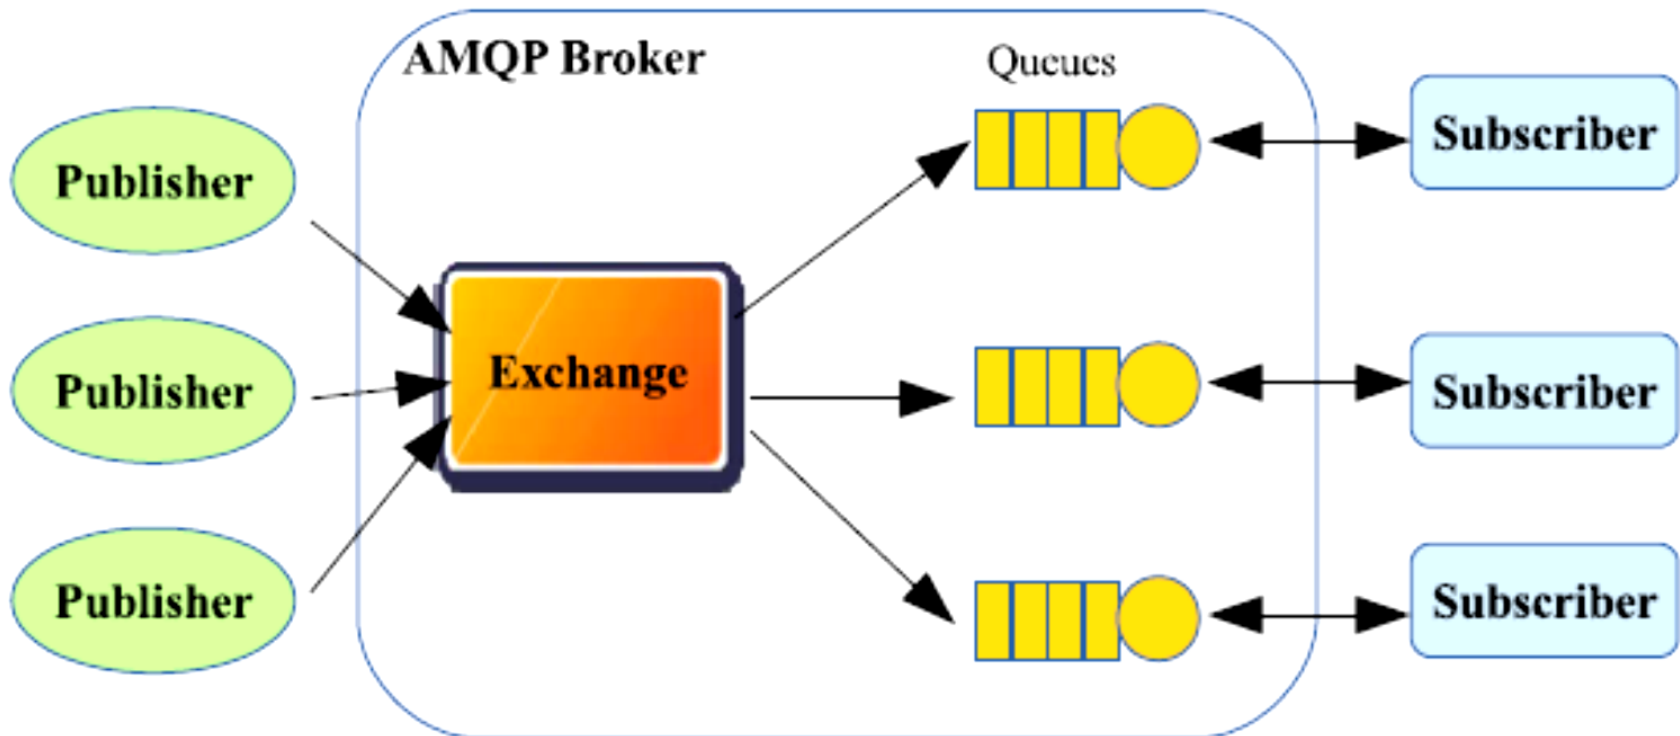 AMQP Broker
Queues
Publisher
Subscriber
Exchange
Publisher
Subscriber
Publisher
Subscriber